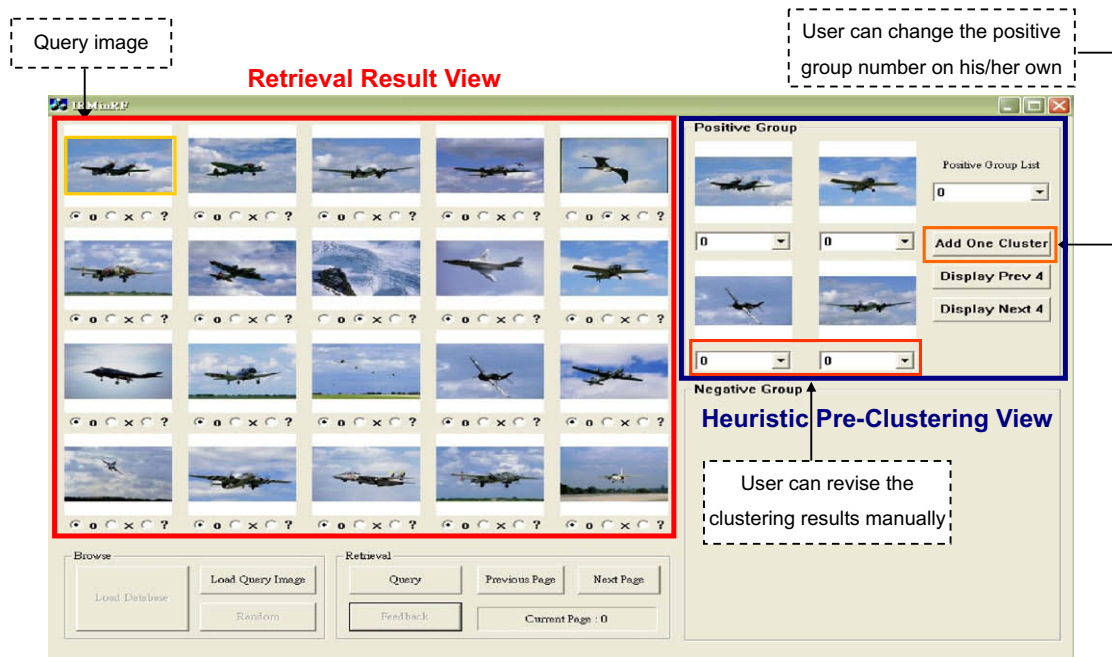 Query image
User can change the positive
group number on his/her own
Retrieval Result View
Positive Group
Positive Group List
0
o x ? o x ? o x ? o x ? o x ?
0 0
Add One Cluster
Display Prev 4
o x ? o x ? o x ? o x ? o x ?
Display Next 4
0 0
Negative Group
Heuristic Pre-Clustering View
o x ? o x ? o x ? o x ? o x ?
User can revise the
clustering results manually
o x ? o x ? o x ? o x ? o x ?
Browse
Load Database
Load Query Image
Random
Retrieval
Query
Previous Page
Next Page
Feedback
Current Page : 0